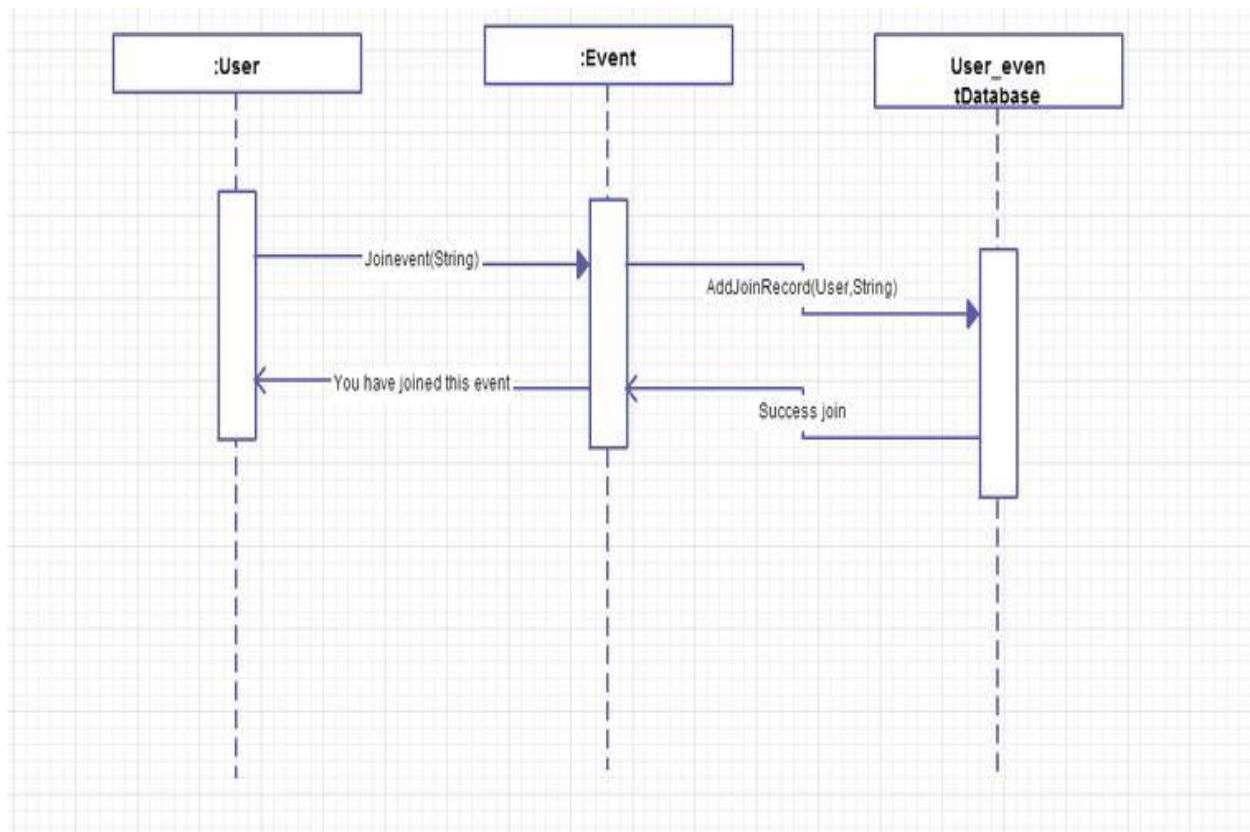 :User
:Event
User_even
tDatabase
Joinevent(String)
AddJoinRecord(User,String)
You have joined this event
Success join